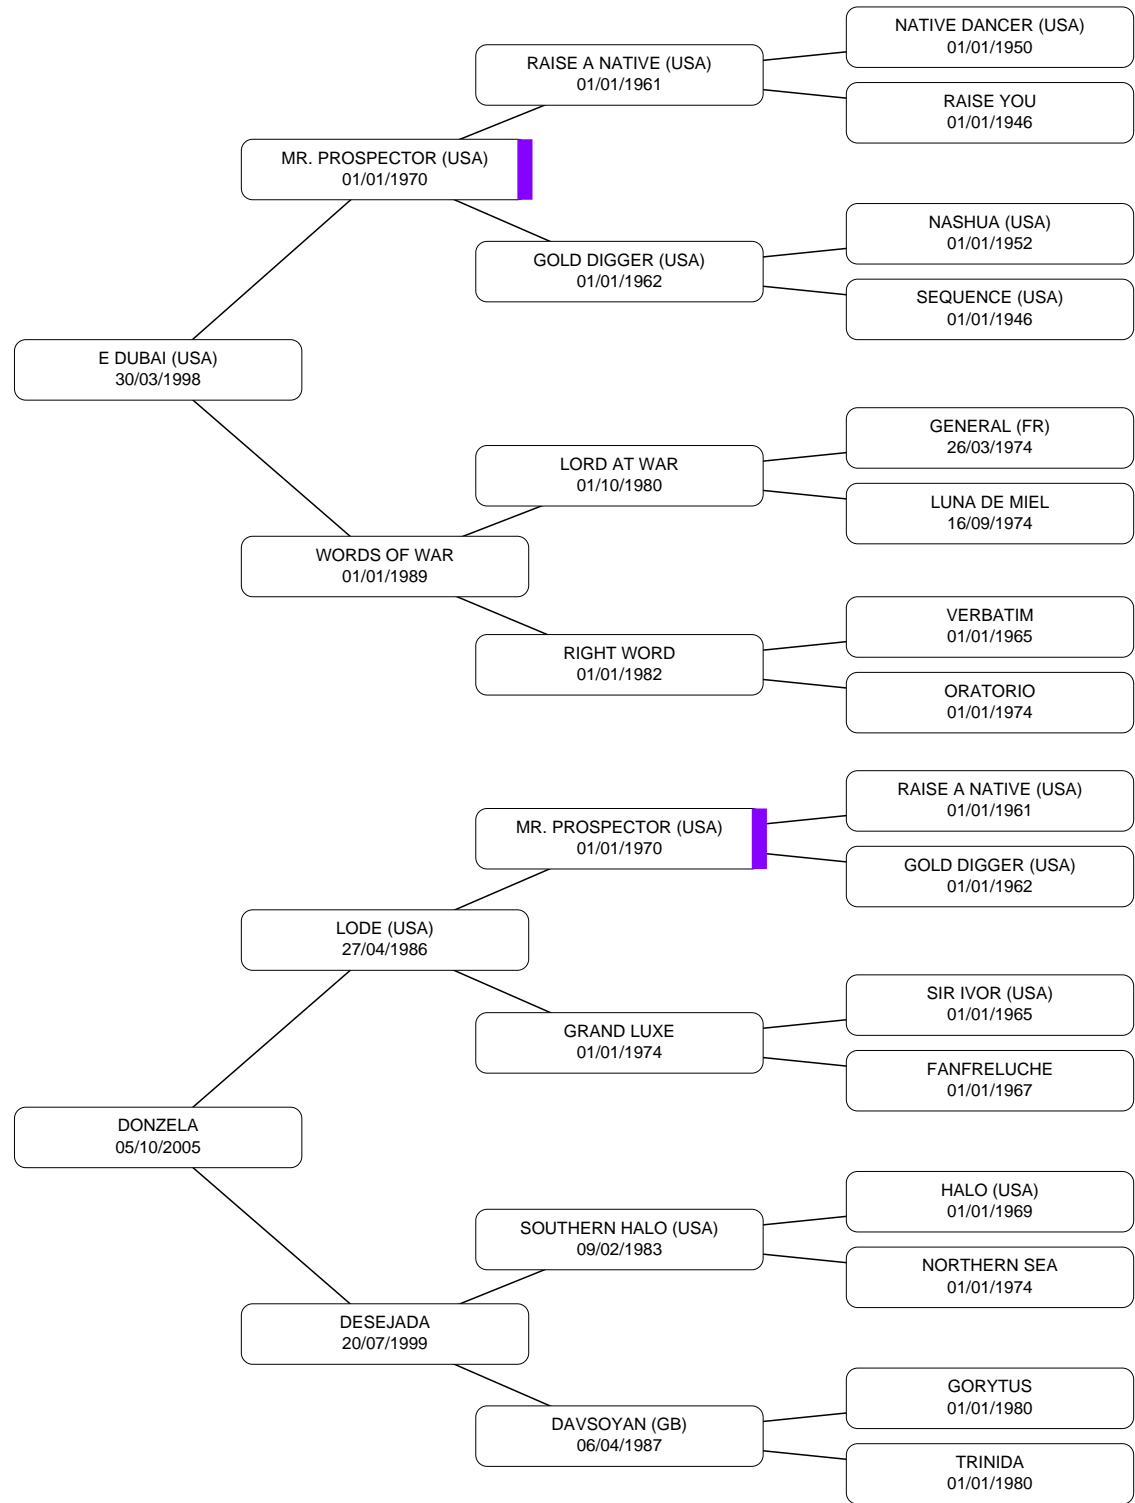 NATIVE DANCER (USA)
01/01/1950
RAISE A NATIVE (USA)
01/01/1961
RAISE YOU
01/01/1946
MR. PROSPECTOR (USA)
01/01/1970
NASHUA (USA)
01/01/1952
GOLD DIGGER (USA)
01/01/1962
SEQUENCE (USA)
01/01/1946
E DUBAI (USA)
30/03/1998
GENERAL (FR)
26/03/1974
LORD AT WAR
01/10/1980
LUNA DE MIEL
16/09/1974
WORDS OF WAR
01/01/1989
VERBATIM
01/01/1965
RIGHT WORD
01/01/1982
ORATORIO
01/01/1974
RAISE A NATIVE (USA)
01/01/1961
MR. PROSPECTOR (USA)
01/01/1970
GOLD DIGGER (USA)
01/01/1962
LODE (USA)
27/04/1986
SIR IVOR (USA)
01/01/1965
GRAND LUXE
01/01/1974
FANFRELUCHE
01/01/1967
DONZELA
05/10/2005
HALO (USA)
01/01/1969
SOUTHERN HALO (USA)
09/02/1983
NORTHERN SEA
01/01/1974
DESEJADA
20/07/1999
GORYTUS
01/01/1980
DAVSOYAN (GB)
06/04/1987
TRINIDA
01/01/1980